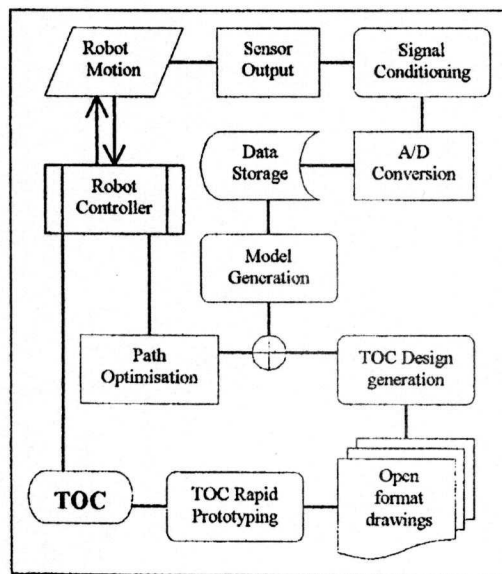 Robot
Motion
Sensor
Output
Signal
Conditioning
Robot
Controller
Data
Storage
A/D
Conversion
Model
Generation
Path
Optimisation
TOC Design
generation
TOC
TOC Rapid
Prototyping
Open
format
drawings